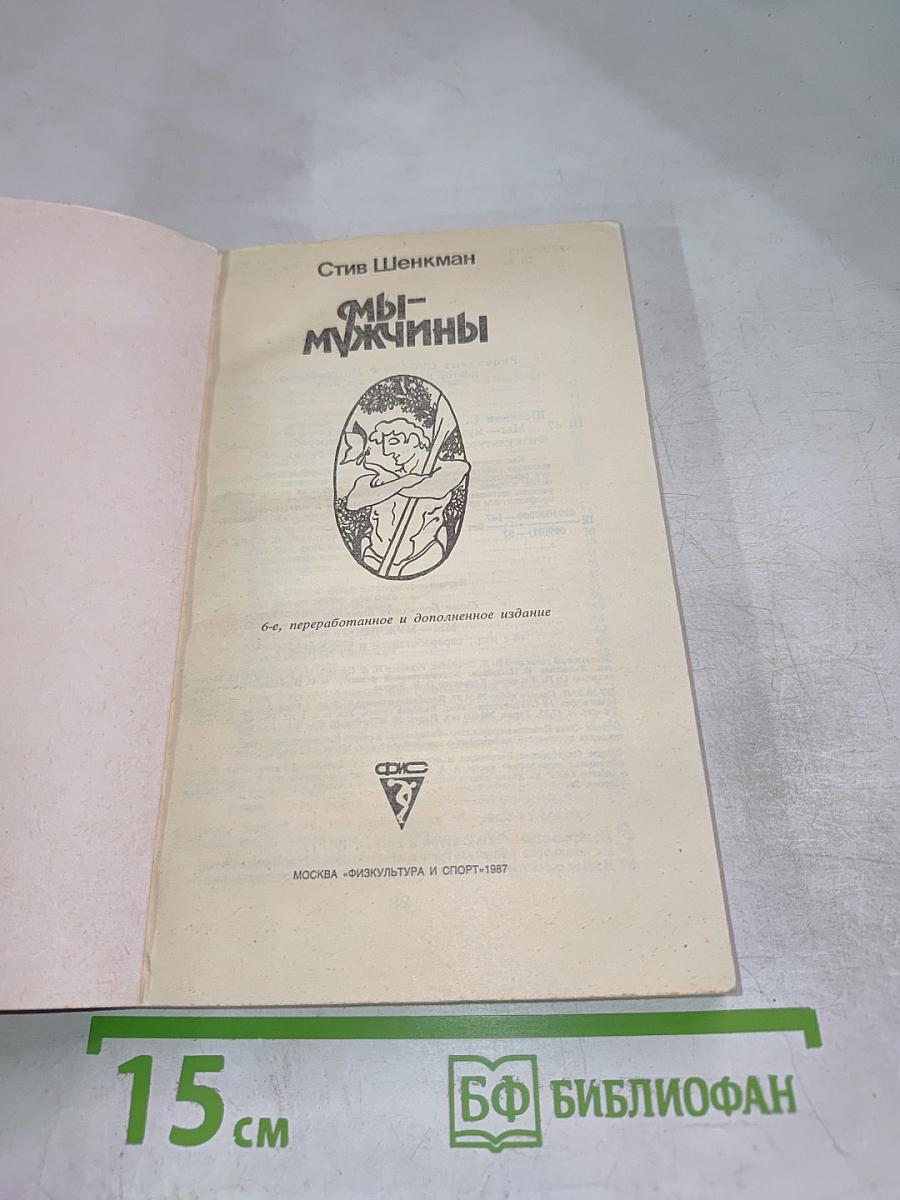 Стив Шенкман
МЫ–
МУЖЧИНЫ
6-е, переработанное и дополненное издание
ФИС
МОСКВА «ФИЗКУЛЬТУРА И СПОРТ» 1987
15 см
БФ БИБЛИОФАН